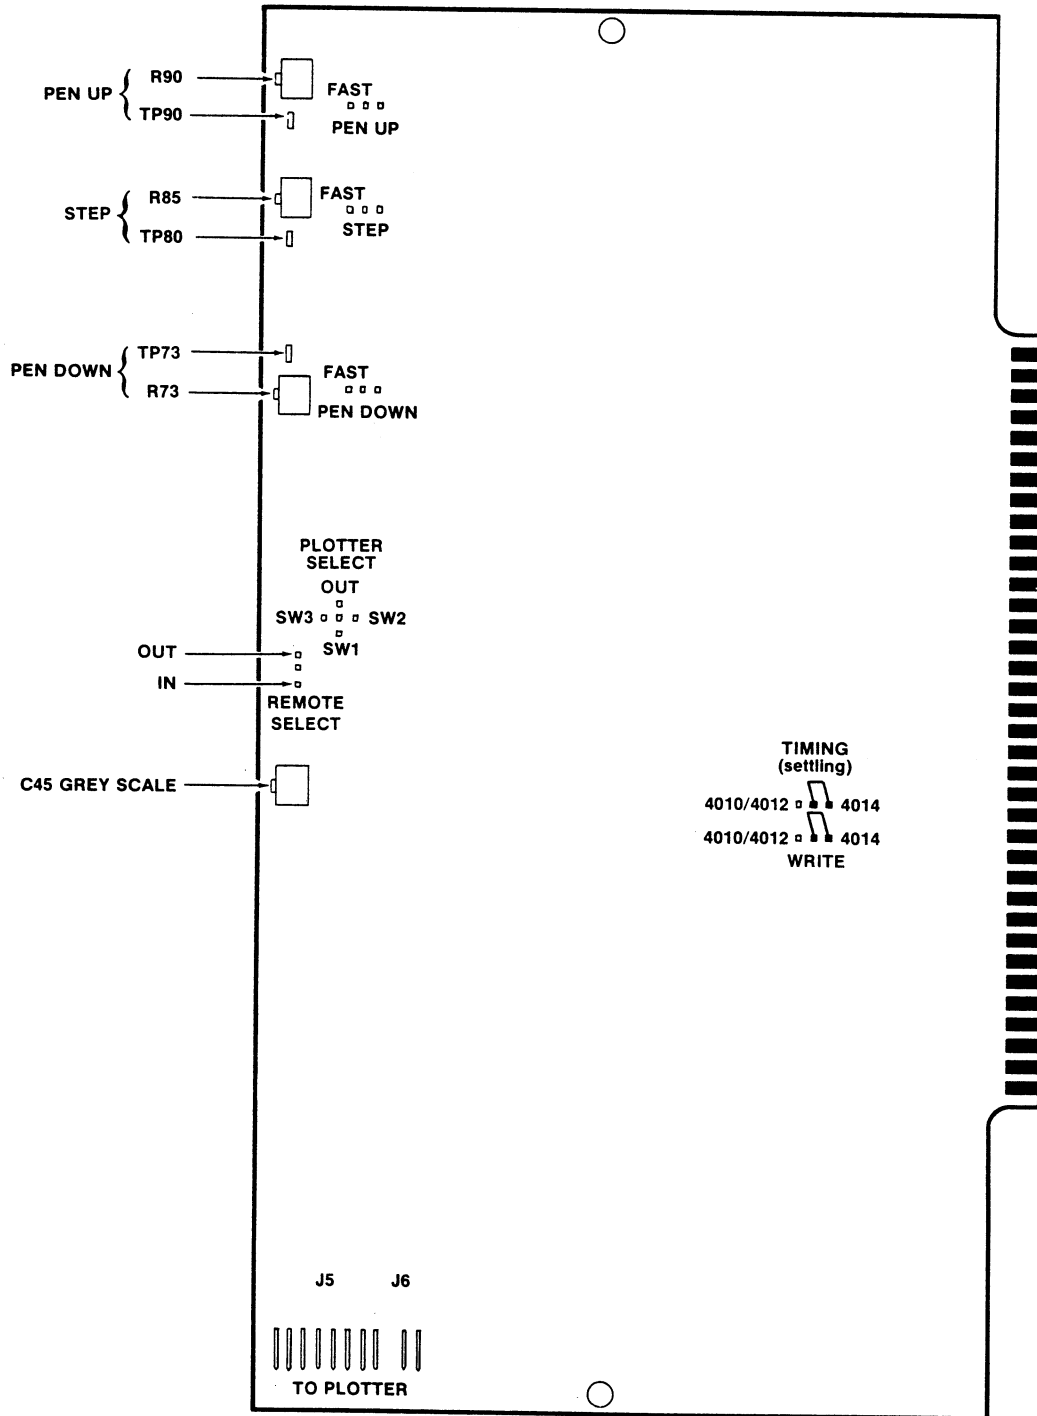 PEN UP
R90
TP90
FAST
PEN UP
STEP
R85
TP80
FAST
STEP
PEN DOWN
TP73
R73
FAST
PEN DOWN
PLOTTER
SELECT
OUT
SW3 SW2
SW1
OUT
IN
REMOTE
SELECT
C45 GREY SCALE
TIMING
(settling)
4010/4012 4014
4010/4012 4014
WRITE
J5 J6
TO PLOTTER